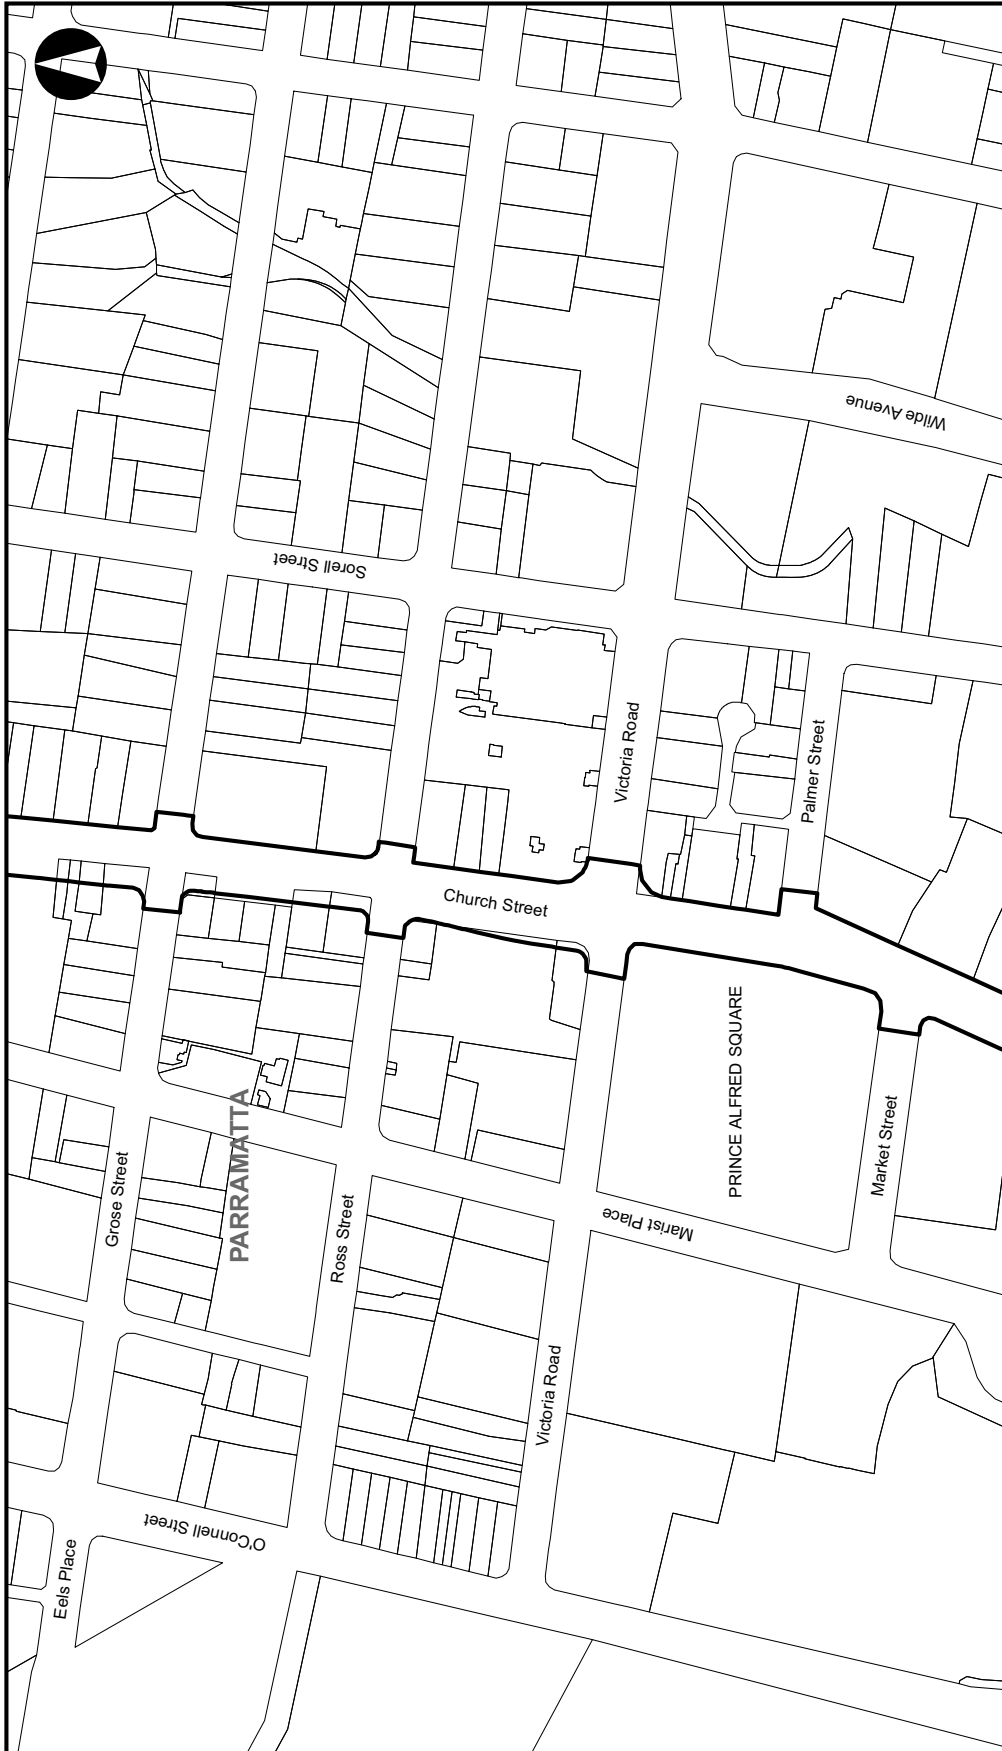 Wilde Avenue
Sorell Street
Victoria Road
Palmer Street
Church Street
PRINCE ALFRED SQUARE
Market Street
PARRAMATTA
Grose Street
Ross Street
Marist Place
Victoria Road
O'Connell Street
Eels Place